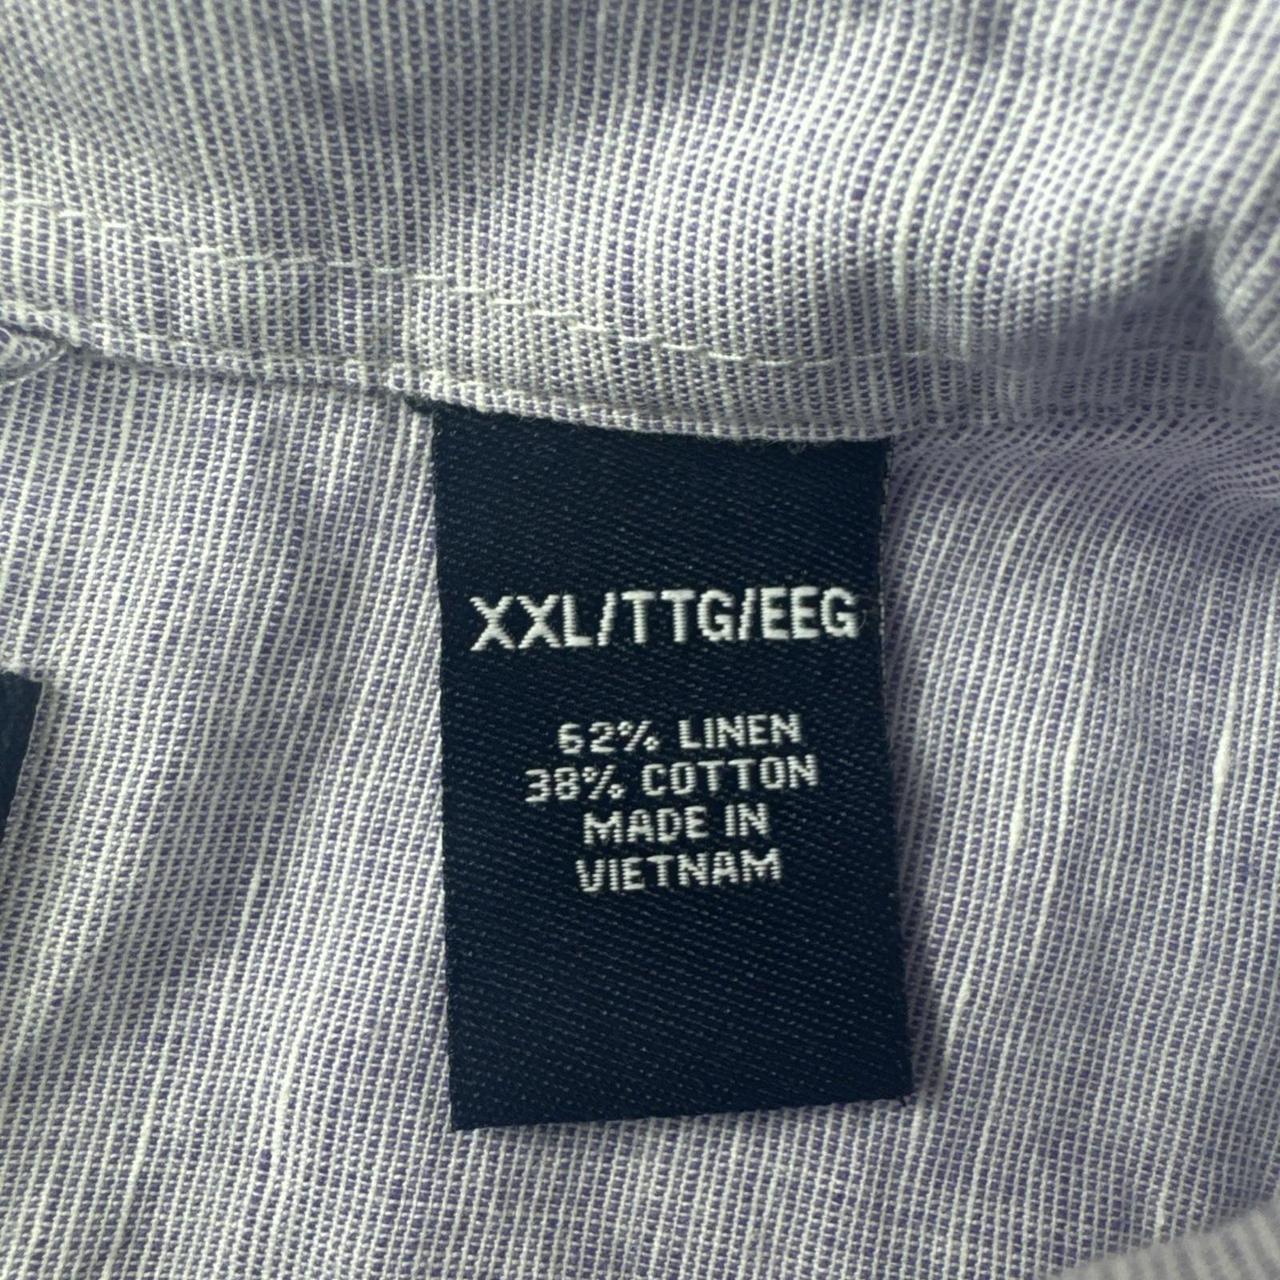 XXL/TTG/EEG
62% LINEN
38% COTTON
MADE IN
VIETNAM